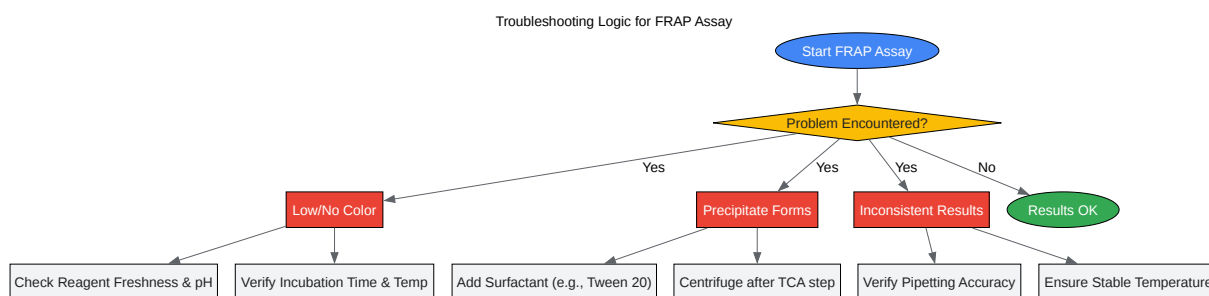 Troubleshooting Logic for FRAP Assay
Start FRAP Assay
Problem Encountered?
Yes
Yes
Yes
No
Low/No Color
Precipitate Forms
Inconsistent Results
Results OK
Check Reagent Freshness & pH
Verify Incubation Time & Temp
Add Surfactant (e.g., Tween 20)
Centrifuge after TCA step
Verify Pipetting Accuracy
Ensure Stable Temperature